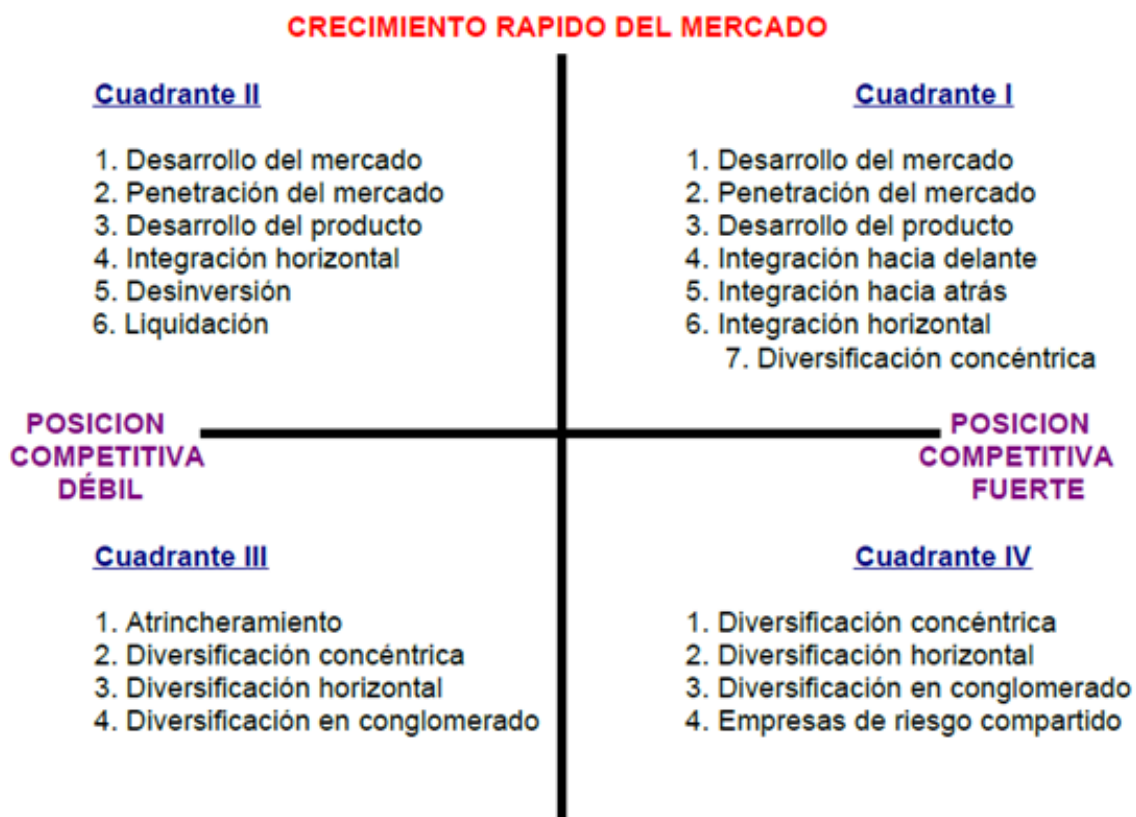 CRECIMIENTO RAPIDO DEL MERCADO
Cuadrante II
1. Desarrollo del mercado
2. Penetración del mercado
3. Desarrollo del producto
4. Integración horizontal
5. Desinversión
6. Liquidación
Cuadrante I
1. Desarrollo del mercado
2. Penetración del mercado
3. Desarrollo del producto
4. Integración hacia delante
5. Integración hacia atrás
6. Integración horizontal
7. Diversificación concéntrica
POSICION
COMPETITIVA
DÉBIL
POSICION
COMPETITIVA
FUERTE
Cuadrante III
1. Atrincheramiento
2. Diversificación concéntrica
3. Diversificación horizontal
4. Diversificación en conglomerado
Cuadrante IV
1. Diversificación concéntrica
2. Diversificación horizontal
3. Diversificación en conglomerado
4. Empresas de riesgo compartido